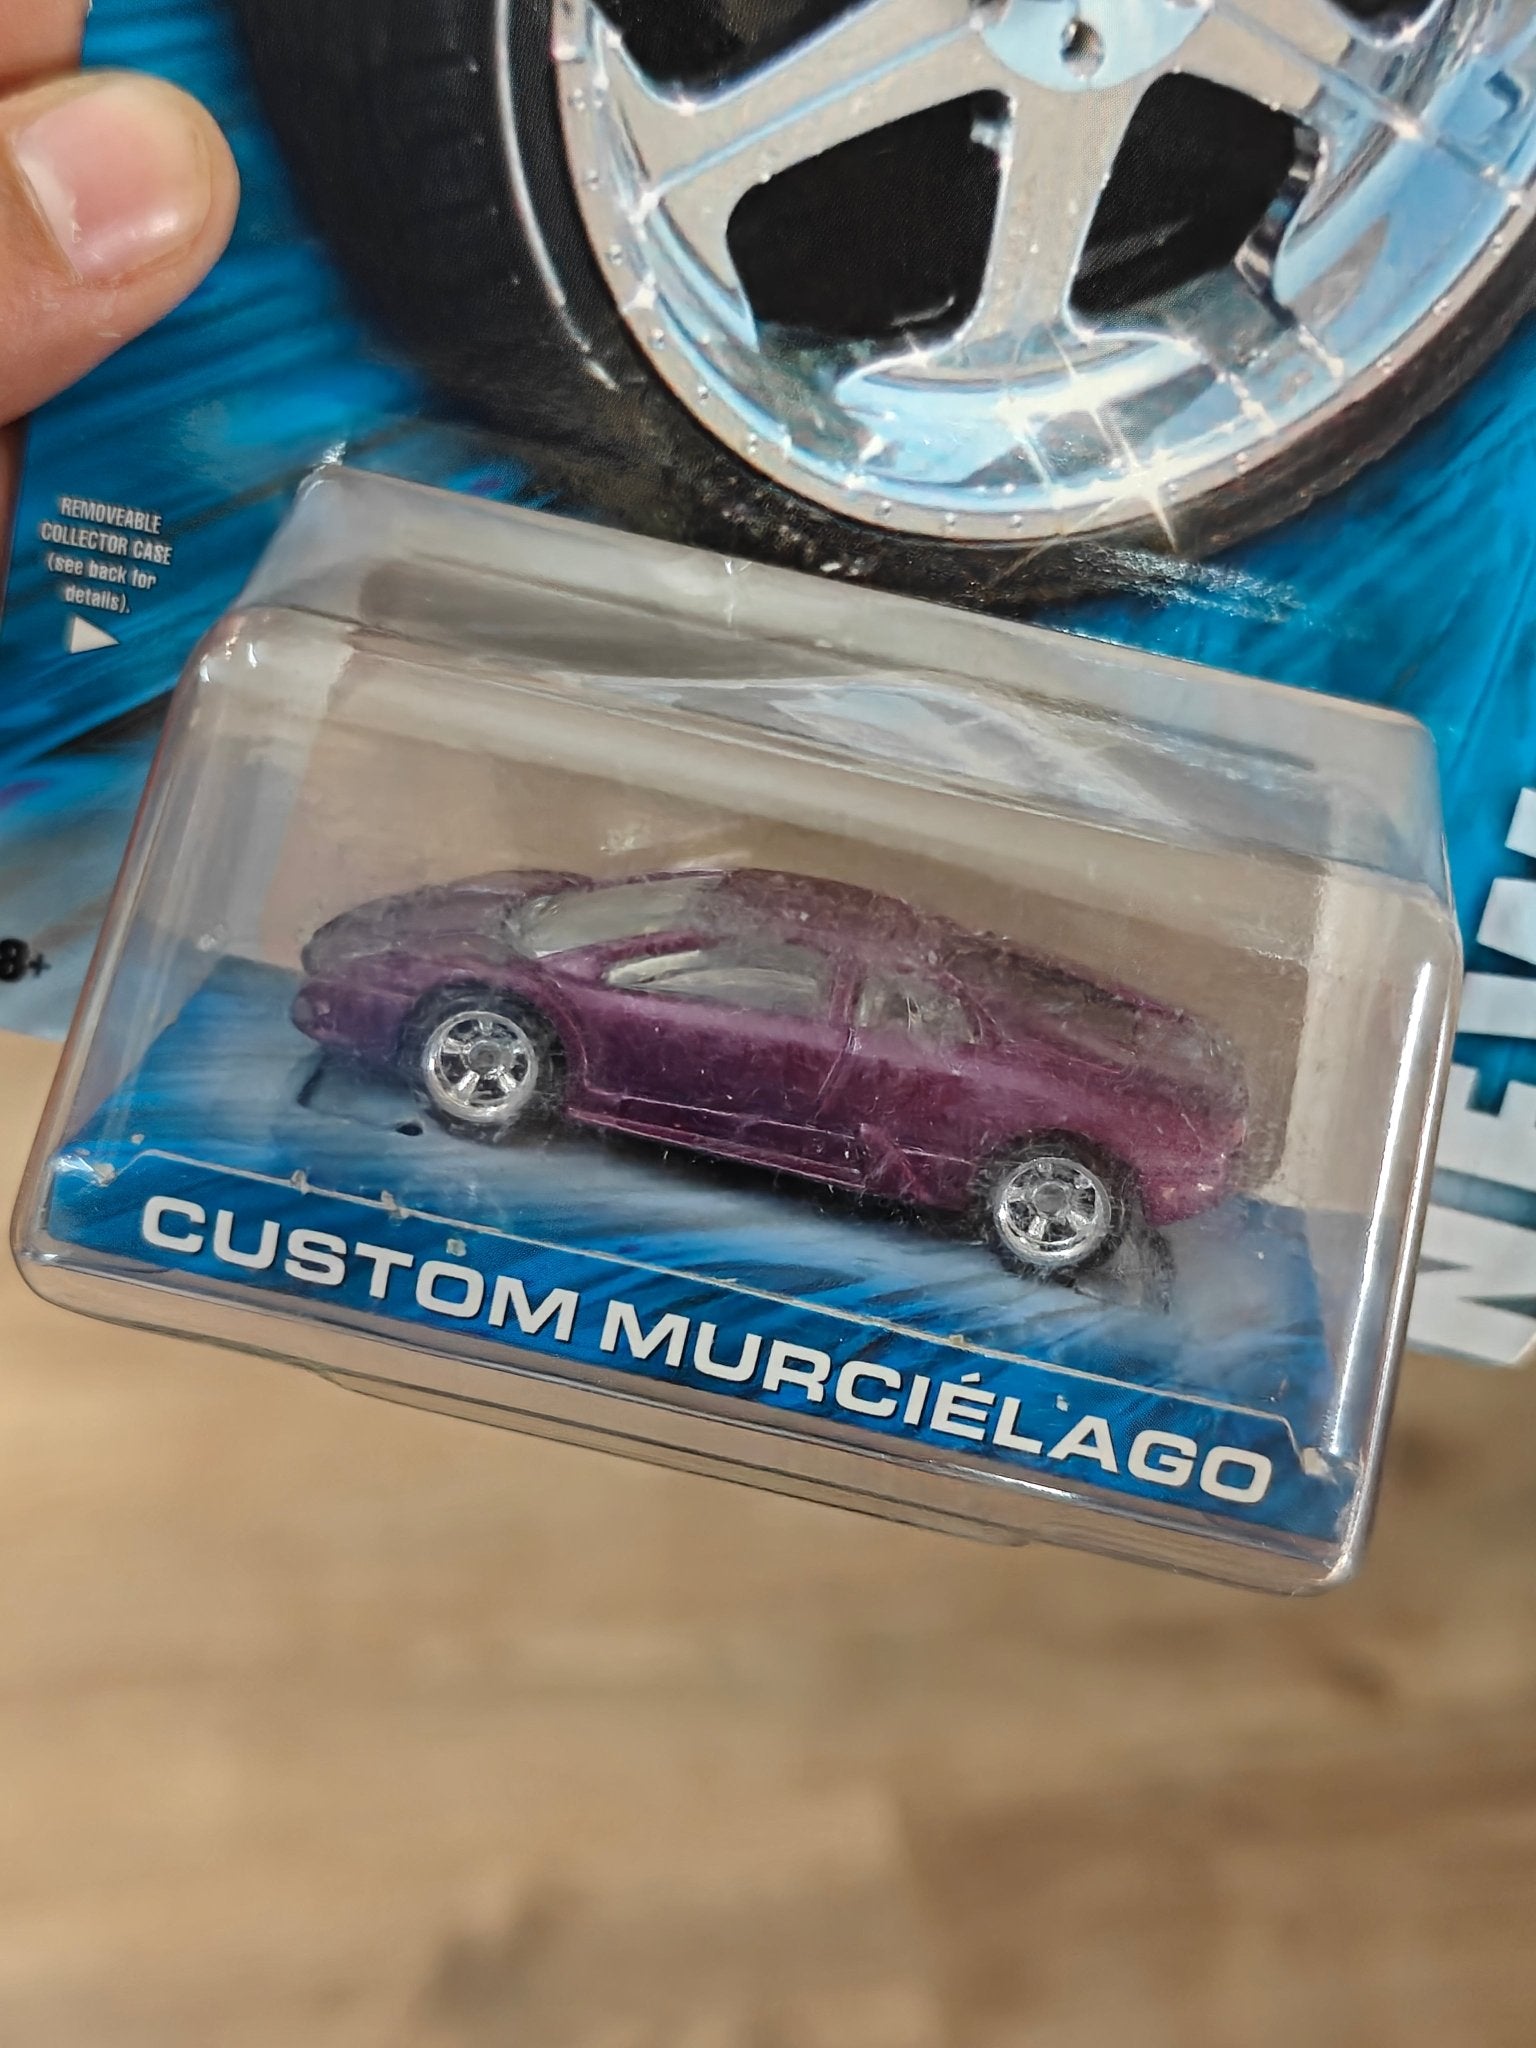 REMOVEABLE
COLLECTOR CASE
(see back for
details).
8+
CUSTOM MURCIÉLAGO